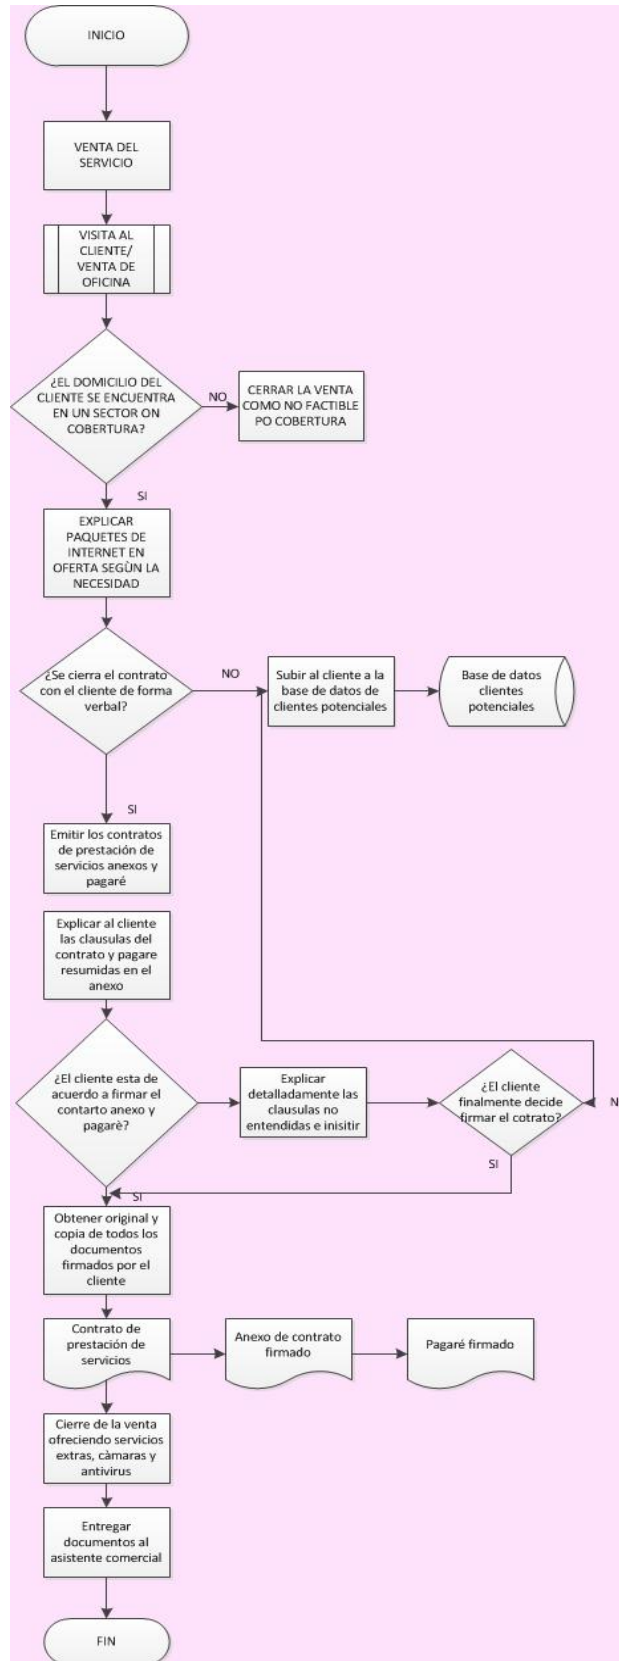 INICIO
VENTA DEL
SERVICIO
VISITA AL
CLIENTE/
VENTA DE
OFICINA
¿EL DOMICILIO DEL
CLIENTE SE ENCUENTRA
EN UN SECTOR ON
COBERTURA?
NO
CERRAR LA VENTA
COMO NO FACTIBLE
PO COBERTURA
SI
EXPLICAR
PAQUETES DE
INTERNET EN
OFERTA SEGÙN LA
NECESIDAD
¿Se cierra el contrato
con el cliente de forma
verbal?
NO
Subir al cliente a la
base de datos de
clientes potenciales
Base de datos
clientes
potenciales
SI
Emitir los contratos
de prestación de
servicios anexos y
pagaré
Explicar al cliente
las clausulas del
contrato y pagare
resumidas en el
anexo
¿El cliente esta de
acuerdo a firmar el
contarto anexo y
pagarè?
Explicar
detalladamente las
clausulas no
entendidas e inisitir
¿El cliente
finalmente decide
firmar el cotrato?
N
SI
SI
Obtener original y
copia de todos los
documentos
firmados por el
cliente
Contrato de
prestación de
servicios
Anexo de contrato
firmado
Pagaré firmado
Cierre de la venta
ofreciendo servicios
extras, càmaras y
antivirus
Entregar
documentos al
asistente comercial
FIN